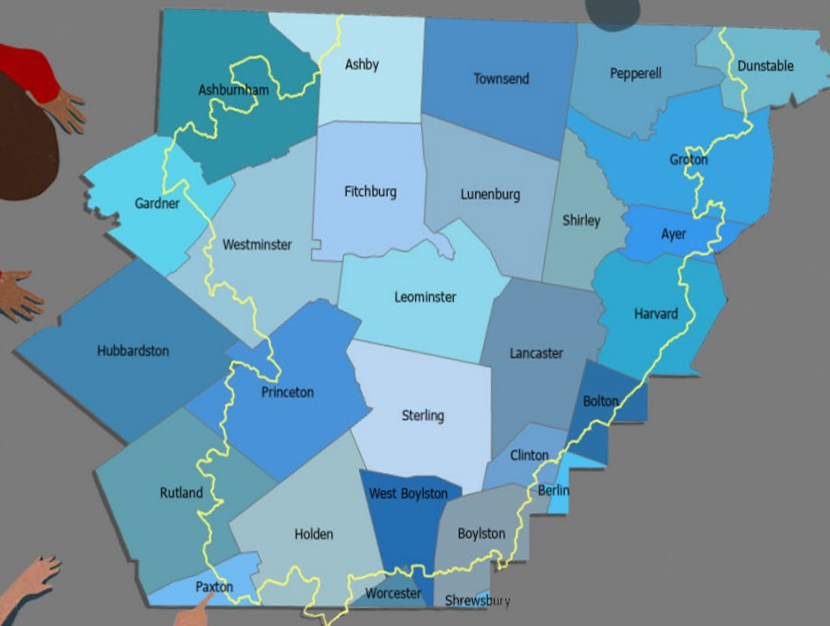 Ashby
Townsend
Pepperell
Dunstable
Ashburnham
Groton
Gardner
Fitchburg
Lunenburg
Shirley
Westminster
Ayer
Leominster
Harvard
Hubbardston
Lancaster
Princeton
Bolton
Sterling
Clinton
Rutland
West Boylston
Berlin
Holden
Boylston
Paxton
Worcester
Shrewsbury